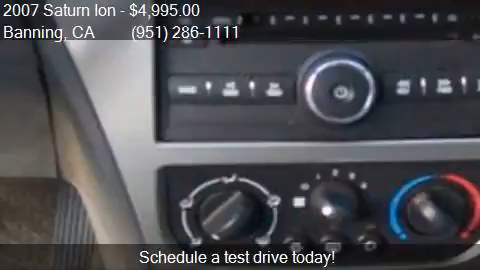 2007 Saturn Ion - $4,995.00
Banning, CA (951) 286-1111
Schedule a test drive today!